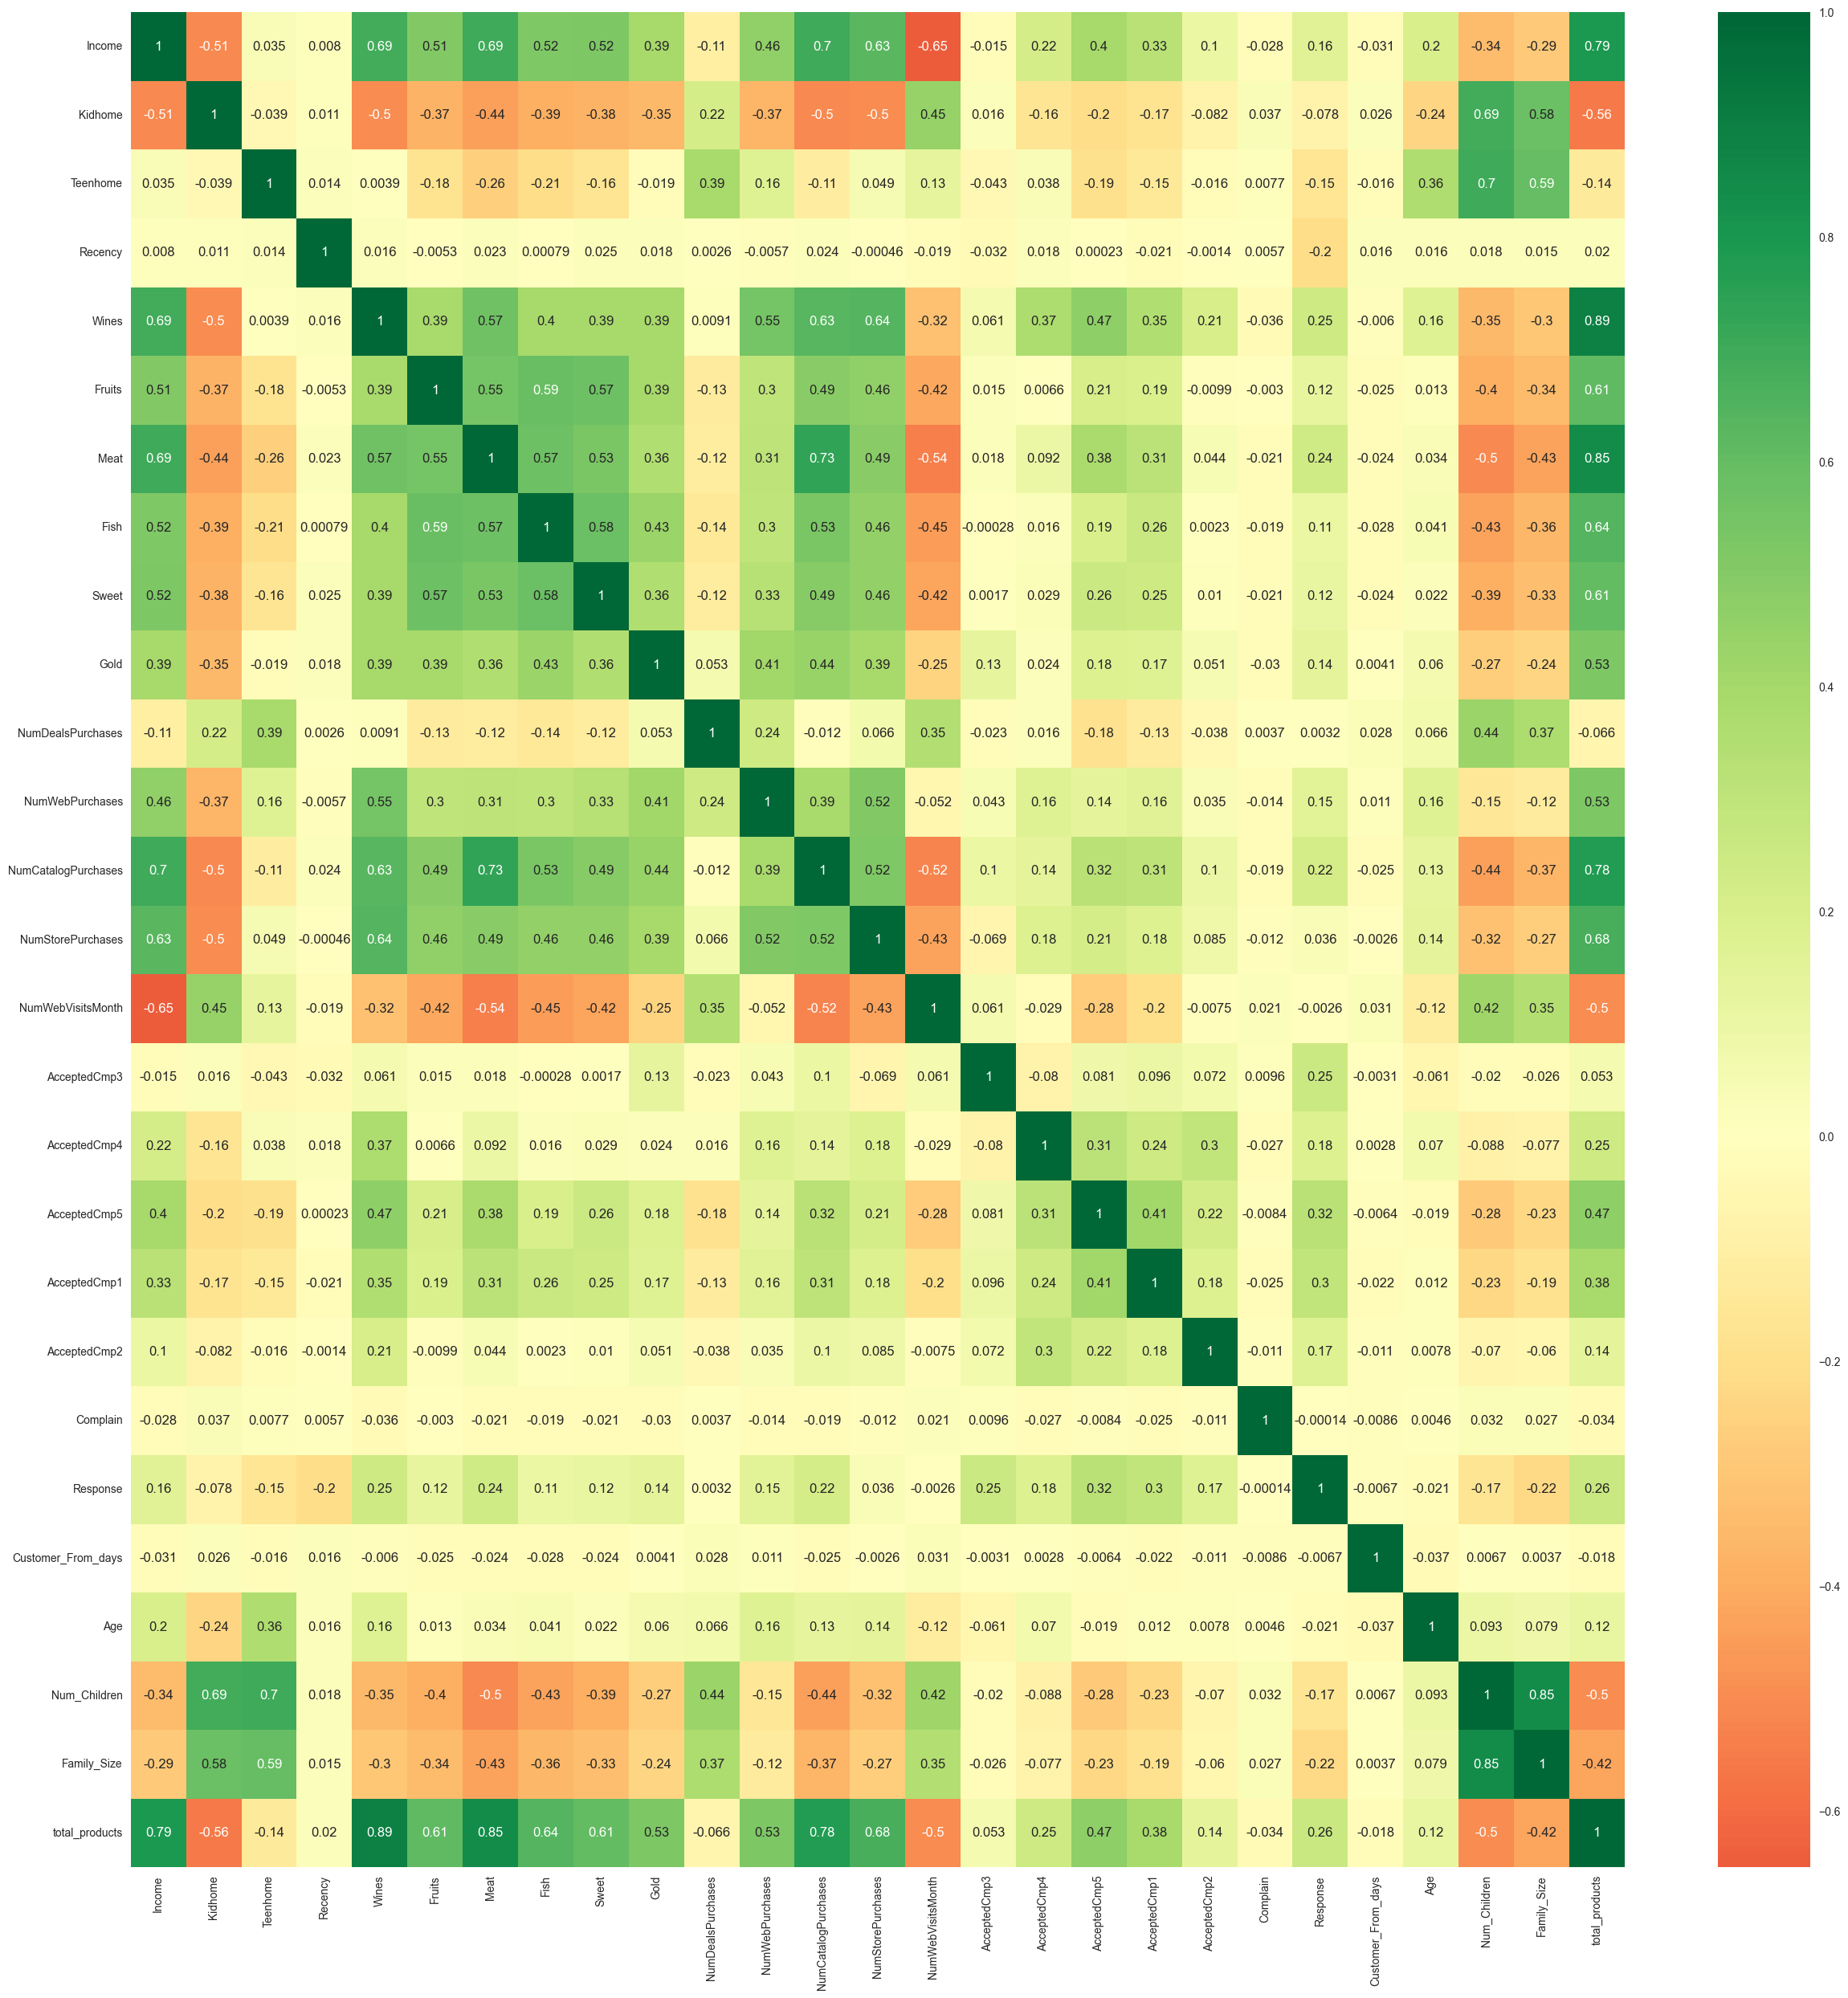 Income 1 -0.51 0.035 0.008 0.69 0.51 0.69 0.52 0.52 0.39 -0.11 0.46 0.7 0.63 -0.65 -0.015 0.22 0.4 0.33 0.1 -0.028 0.16 -0.031 0.2 -0.34 -0.29 0.79
Kidhome -0.51 1 -0.039 0.011 -0.5 -0.37 -0.44 -0.39 -0.38 -0.35 0.22 -0.37 -0.5 -0.5 0.45 0.016 -0.16 -0.2 -0.17 -0.082 0.037 -0.078 0.026 -0.24 0.69 0.58 -0.56
Teenhome 0.035 -0.039 1 0.014 0.0039 -0.18 -0.26 -0.21 -0.16 -0.019 0.39 0.16 -0.11 0.049 0.13 -0.043 0.038 -0.19 -0.15 -0.016 0.0077 -0.15 -0.016 0.36 0.7 0.59 -0.14
Recency 0.008 0.011 0.014 1 0.016 -0.0053 0.023 0.00079 0.025 0.018 0.0026 -0.0057 0.024 -0.00046 -0.019 -0.032 0.018 0.00023 -0.021 -0.0014 0.0057 -0.2 0.016 0.016 0.018 0.015 0.02
Wines 0.69 -0.5 0.0039 0.016 1 0.39 0.57 0.4 0.39 0.39 0.0091 0.55 0.63 0.64 -0.32 0.061 0.37 0.47 0.35 0.21 -0.036 0.25 -0.006 0.16 -0.35 -0.3 0.89
Fruits 0.51 -0.37 -0.18 -0.0053 0.39 1 0.55 0.59 0.57 0.39 -0.13 0.3 0.49 0.46 -0.42 0.015 0.0066 0.21 0.19 -0.0099 -0.003 0.12 -0.025 0.013 -0.4 -0.34 0.61
Meat 0.69 -0.44 -0.26 0.023 0.57 0.55 1 0.57 0.53 0.36 -0.12 0.31 0.73 0.49 -0.54 0.018 0.092 0.38 0.31 0.044 -0.021 0.24 -0.024 0.034 -0.5 -0.43 0.85
Fish 0.52 -0.39 -0.21 0.00079 0.4 0.59 0.57 1 0.58 0.43 -0.14 0.3 0.53 0.46 -0.45 -0.00028 0.016 0.19 0.26 0.0023 -0.019 0.11 -0.028 0.041 -0.43 -0.36 0.64
Sweet 0.52 -0.38 -0.16 0.025 0.39 0.57 0.53 0.58 1 0.36 -0.12 0.33 0.49 0.46 -0.42 0.0017 0.029 0.26 0.25 0.01 -0.021 0.12 -0.024 0.022 -0.39 -0.33 0.61
Gold 0.39 -0.35 -0.019 0.018 0.39 0.39 0.36 0.43 0.36 1 0.053 0.41 0.44 0.39 -0.25 0.13 0.024 0.18 0.17 0.051 -0.03 0.14 0.0041 0.06 -0.27 -0.24 0.53
NumDealsPurchases -0.11 0.22 0.39 0.0026 0.0091 -0.13 -0.12 -0.14 -0.12 0.053 1 0.24 -0.012 0.066 0.35 -0.023 0.016 -0.18 -0.13 -0.038 0.0037 0.0032 0.028 0.066 0.44 0.37 -0.066
NumWebPurchases 0.46 -0.37 0.16 -0.0057 0.55 0.3 0.31 0.3 0.33 0.41 0.24 1 0.39 0.52 -0.052 0.043 0.16 0.14 0.16 0.035 -0.014 0.15 0.011 0.16 -0.15 -0.12 0.53
NumCatalogPurchases 0.7 -0.5 -0.11 0.024 0.63 0.49 0.73 0.53 0.49 0.44 -0.012 0.39 1 0.52 -0.52 0.1 0.14 0.32 0.31 0.1 -0.019 0.22 -0.025 0.13 -0.44 -0.37 0.78
NumStorePurchases 0.63 -0.5 0.049 -0.00046 0.64 0.46 0.49 0.46 0.46 0.39 0.066 0.52 0.52 1 -0.43 -0.069 0.18 0.21 0.18 0.085 -0.012 0.036 -0.0026 0.14 -0.32 -0.27 0.68
NumWebVisitsMonth -0.65 0.45 0.13 -0.019 -0.32 -0.42 -0.54 -0.45 -0.42 -0.25 0.35 -0.052 -0.52 -0.43 1 0.061 -0.029 -0.28 -0.2 -0.0075 0.021 -0.0026 0.031 -0.12 0.42 0.35 -0.5
AcceptedCmp3 -0.015 0.016 -0.043 -0.032 0.061 0.015 0.018 -0.00028 0.0017 0.13 -0.023 0.043 0.1 -0.069 0.061 1 -0.08 0.081 0.096 0.072 0.0096 0.25 -0.0031 -0.061 -0.02 -0.026 0.053
AcceptedCmp4 0.22 -0.16 0.038 0.018 0.37 0.0066 0.092 0.016 0.029 0.024 0.016 0.16 0.14 0.18 -0.029 -0.08 1 0.31 0.24 0.3 -0.027 0.18 0.0028 0.07 -0.088 -0.077 0.25
AcceptedCmp5 0.4 -0.2 -0.19 0.00023 0.47 0.21 0.38 0.19 0.26 0.18 -0.18 0.14 0.32 0.21 -0.28 0.081 0.31 1 0.41 0.22 -0.0084 0.32 -0.0064 -0.019 -0.28 -0.23 0.47
AcceptedCmp1 0.33 -0.17 -0.15 -0.021 0.35 0.19 0.31 0.26 0.25 0.17 -0.13 0.16 0.31 0.18 -0.2 0.096 0.24 0.41 1 0.18 -0.025 0.3 -0.022 0.012 -0.23 -0.19 0.38
AcceptedCmp2 0.1 -0.082 -0.016 -0.0014 0.21 -0.0099 0.044 0.0023 0.01 0.051 -0.038 0.035 0.1 0.085 -0.0075 0.072 0.3 0.22 0.18 1 -0.011 0.17 -0.011 0.0078 -0.07 -0.06 0.14
Complain -0.028 0.037 0.0077 0.0057 -0.036 -0.003 -0.021 -0.019 -0.021 -0.03 0.0037 -0.014 -0.019 -0.012 0.021 0.0096 -0.027 -0.0084 -0.025 -0.011 1 -0.00014 -0.0086 0.0046 0.032 0.027 -0.034
Response 0.16 -0.078 -0.15 -0.2 0.25 0.12 0.24 0.11 0.12 0.14 0.0032 0.15 0.22 0.036 -0.0026 0.25 0.18 0.32 0.3 0.17 -0.00014 1 -0.0067 -0.021 -0.17 -0.22 0.26
Customer_From_days -0.031 0.026 -0.016 0.016 -0.006 -0.025 -0.024 -0.028 -0.024 0.0041 0.028 0.011 -0.025 -0.0026 0.031 -0.0031 0.0028 -0.0064 -0.022 -0.011 -0.0086 -0.0067 1 -0.037 0.0067 0.0037 -0.018
Age 0.2 -0.24 0.36 0.016 0.16 0.013 0.034 0.041 0.022 0.06 0.066 0.16 0.13 0.14 -0.12 -0.061 0.07 -0.019 0.012 0.0078 0.0046 -0.021 -0.037 1 0.093 0.079 0.12
Num_Children -0.34 0.69 0.7 0.018 -0.35 -0.4 -0.5 -0.43 -0.39 -0.27 0.44 -0.15 -0.44 -0.32 0.42 -0.02 -0.088 -0.28 -0.23 -0.07 0.032 -0.17 0.0067 0.093 1 0.85 -0.5
Family_Size -0.29 0.58 0.59 0.015 -0.3 -0.34 -0.43 -0.36 -0.33 -0.24 0.37 -0.12 -0.37 -0.27 0.35 -0.026 -0.077 -0.23 -0.19 -0.06 0.027 -0.22 0.0037 0.079 0.85 1 -0.42
total_products 0.79 -0.56 -0.14 0.02 0.89 0.61 0.85 0.64 0.61 0.53 -0.066 0.53 0.78 0.68 -0.5 0.053 0.25 0.47 0.38 0.14 -0.034 0.26 -0.018 0.12 -0.5 -0.42 1
Income
Kidhome
Teenhome
Recency
Wines
Fruits
Meat
Fish
Sweet
Gold
NumDealsPurchases
NumWebPurchases
NumCatalogPurchases
NumStorePurchases
NumWebVisitsMonth
AcceptedCmp3
AcceptedCmp4
AcceptedCmp5
AcceptedCmp1
AcceptedCmp2
Complain
Response
Customer_From_days
Age
Num_Children
Family_Size
total_products
1.0
0.8
0.6
0.4
0.2
0.0
−0.2
−0.4
−0.6